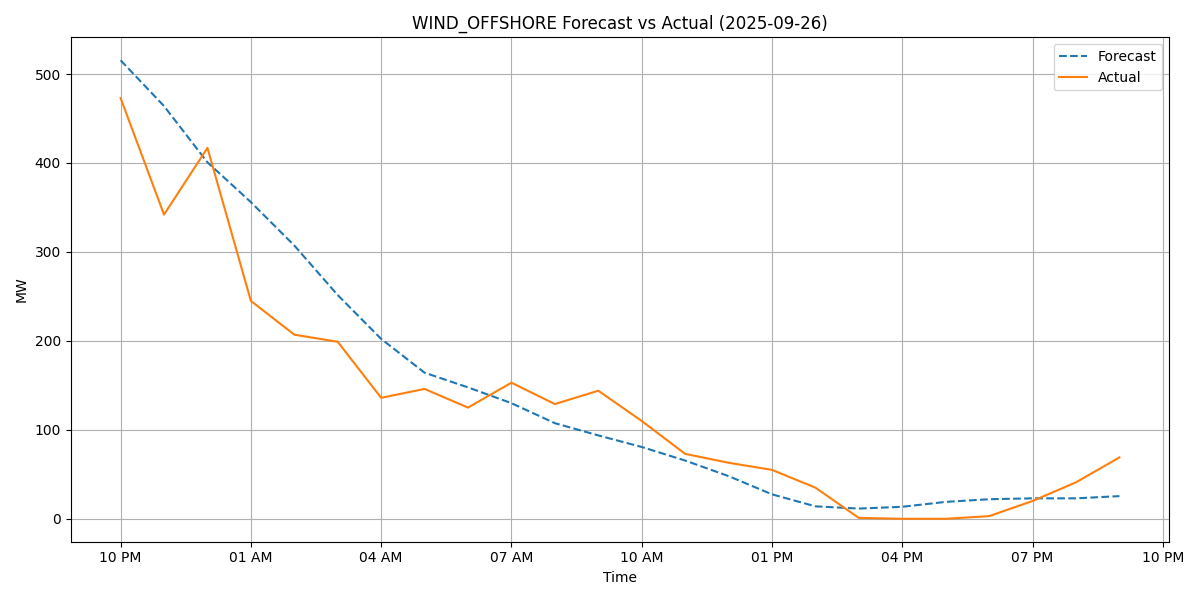 WIND_OFFSHORE Forecast vs Actual (2025-09-26)
Forecast
Actual
500
400
300
200
100
0
MW
10 PM 01 AM 04 AM 07 AM 10 AM 01 PM 04 PM 07 PM 10 PM
Time